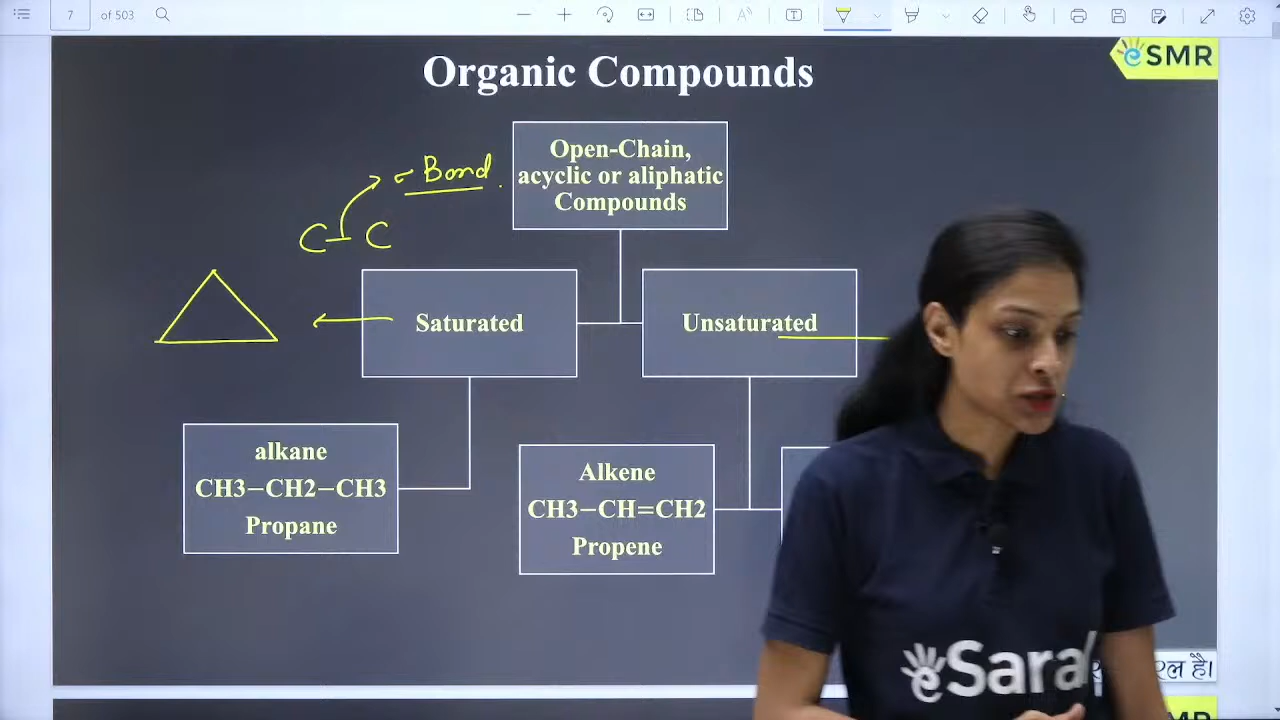 7 of 503
Organic Compounds
eSMR
Open-Chain,
acyclic or aliphatic
Compounds
σ-Bond
C-C
Saturated
Unsaturated
alkane
CH3−CH2−CH3
Propane
Alkene
CH3−CH=CH2
Propene
eSaral
है।